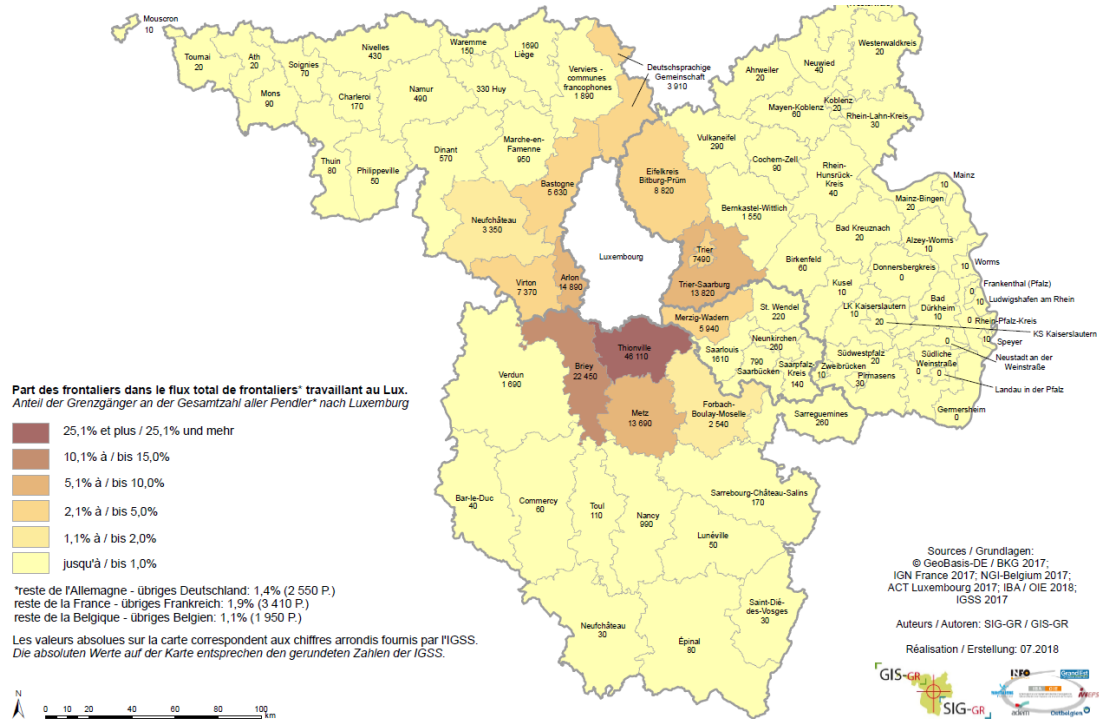 Mouscron
10
Tournai
20
Ath
20
Soignies
70
Mons
90
Nivelles
430
Charleroi
170
Waremme
150
1690
Liège
Namur
490
330 Huy
Verviers -
communes
francophones
1 890
Deutschsprachige
Gemeinschaft
3 910
Thuin
80
Philippeville
50
Dinant
570
Marche-en-
Famenne
950
Bastogne
5 630
Neufchâteau
3 350
Virton
7 370
Arlon
14 890
Luxembourg
Westerwaldkreis
20
Neuwied
40
Ahrweiler
20
Koblenz
20
Mayen-Koblenz
60
Rhein-Lahn-Kreis
30
Vulkaneifel
290
Cochem-Zell
90
Eifelkreis
Bitburg-Prüm
8 820
Rhein-
Hunsrück-
Kreis
40
Mainz
10
Mainz-Bingen
20
Bernkastel-Wittlich
1 550
Bad Kreuznach
20
Alzey-Worms
10
Trier
7490
Trier-Saarburg
13 820
Birkenfeld
60
Worms
10
Donnersbergkreis
0
Frankenthal (Pfalz)
0
Kusel
10
Ludwigshafen am Rhein
10
LK Kaiserslautern
10
Bad
Dürkheim
10
Rhein-Pfalz-Kreis
0
KS Kaiserslautern
20
Speyer
10
Neustadt an der
Weinstraße
0
Merzig-Wadern
5 940
St. Wendel
220
Neunkirchen
260
Saarlouis
1610
790
Saarbücken
Saarpfalz-
Kreis
140
Zweibrücken
10
Südwestpfalz
20
Pirmasens
30
Südliche
Weinstraße
0
0
Landau in der Pfalz
Germersheim
0
Thionville
46 110
Briey
22 450
Verdun
1 690
Metz
13 690
Forbach-
Boulay-Moselle
2 540
Sarreguemines
260
Bar-le-Duc
40
Commercy
60
Toul
110
Nancy
990
Sarrebourg-Château-Salins
170
Lunéville
50
Neufchâteau
30
Épinal
80
Saint-Dié-
des-Vosges
30
Part des frontaliers dans le flux total de frontaliers* travaillant au Lux.
Anteil der Grenzgänger an der Gesamtzahl aller Pendler* nach Luxemburg
25,1% et plus / 25,1% und mehr
10,1% à / bis 15,0%
5,1% à / bis 10,0%
2,1% à / bis 5,0%
1,1% à / bis 2,0%
jusqu'à / bis 1,0%
*reste de l'Allemagne - übriges Deutschland: 1,4% (2 550 P.)
reste de la France - übriges Frankreich: 1,9% (3 410 P.)
reste de la Belgique - übriges Belgien: 1,1% (1 950 P.)
Les valeurs absolues sur la carte correspondent aux chiffres arrondis fournis par l'IGSS.
Die absoluten Werte auf der Karte entsprechen den gerundeten Zahlen der IGSS.
N
0 10 20 40 60 80 100
km
Sources / Grundlagen:
© GeoBasis-DE / BKG 2017;
IGN France 2017; NGI-Belgium 2017;
ACT Luxembourg 2017; IBA / OIE 2018;
IGSS 2017
Auteurs / Autoren: SIG-GR / GIS-GR
Réalisation / Erstellung: 07.2018
GIS-GR
SIG-GR
INFO
GrandEst
adem
Ostbelgien